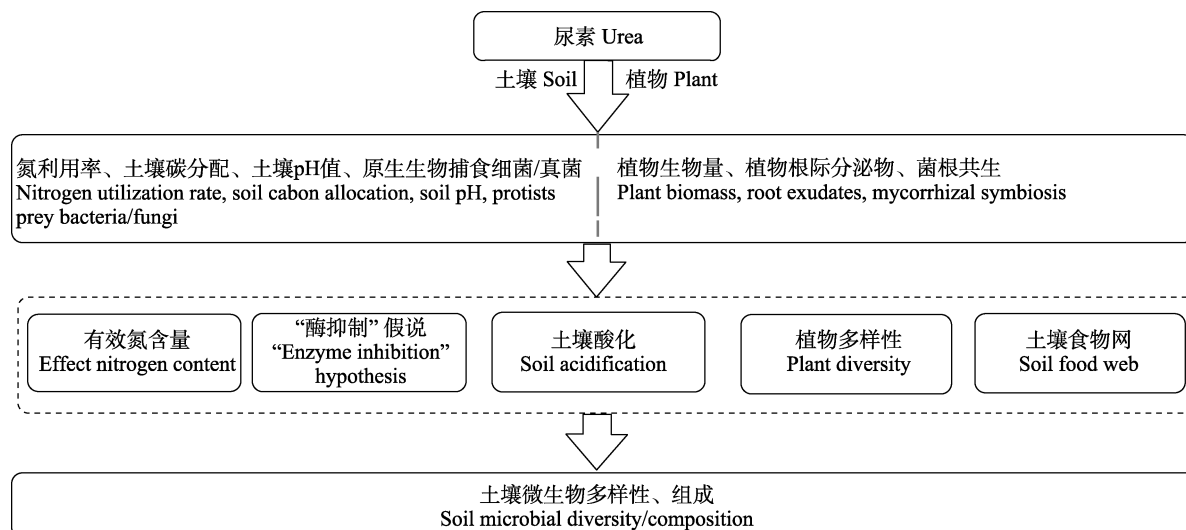 尿素 Urea
土壤 Soil 植物 Plant
氮利用率、土壤碳分配、土壤pH值、原生生物捕食细菌/真菌
Nitrogen utilization rate, soil cabon allocation, soil pH, protists
prey bacteria/fungi
植物生物量、植物根际分泌物、菌根共生
Plant biomass, root exudates, mycorrhizal symbiosis
有效氮含量
Effect nitrogen content
“酶抑制” 假说
“Enzyme inhibition”
hypothesis
土壤酸化
Soil acidification
植物多样性
Plant diversity
土壤食物网
Soil food web
土壤微生物多样性、组成
Soil microbial diversity/composition